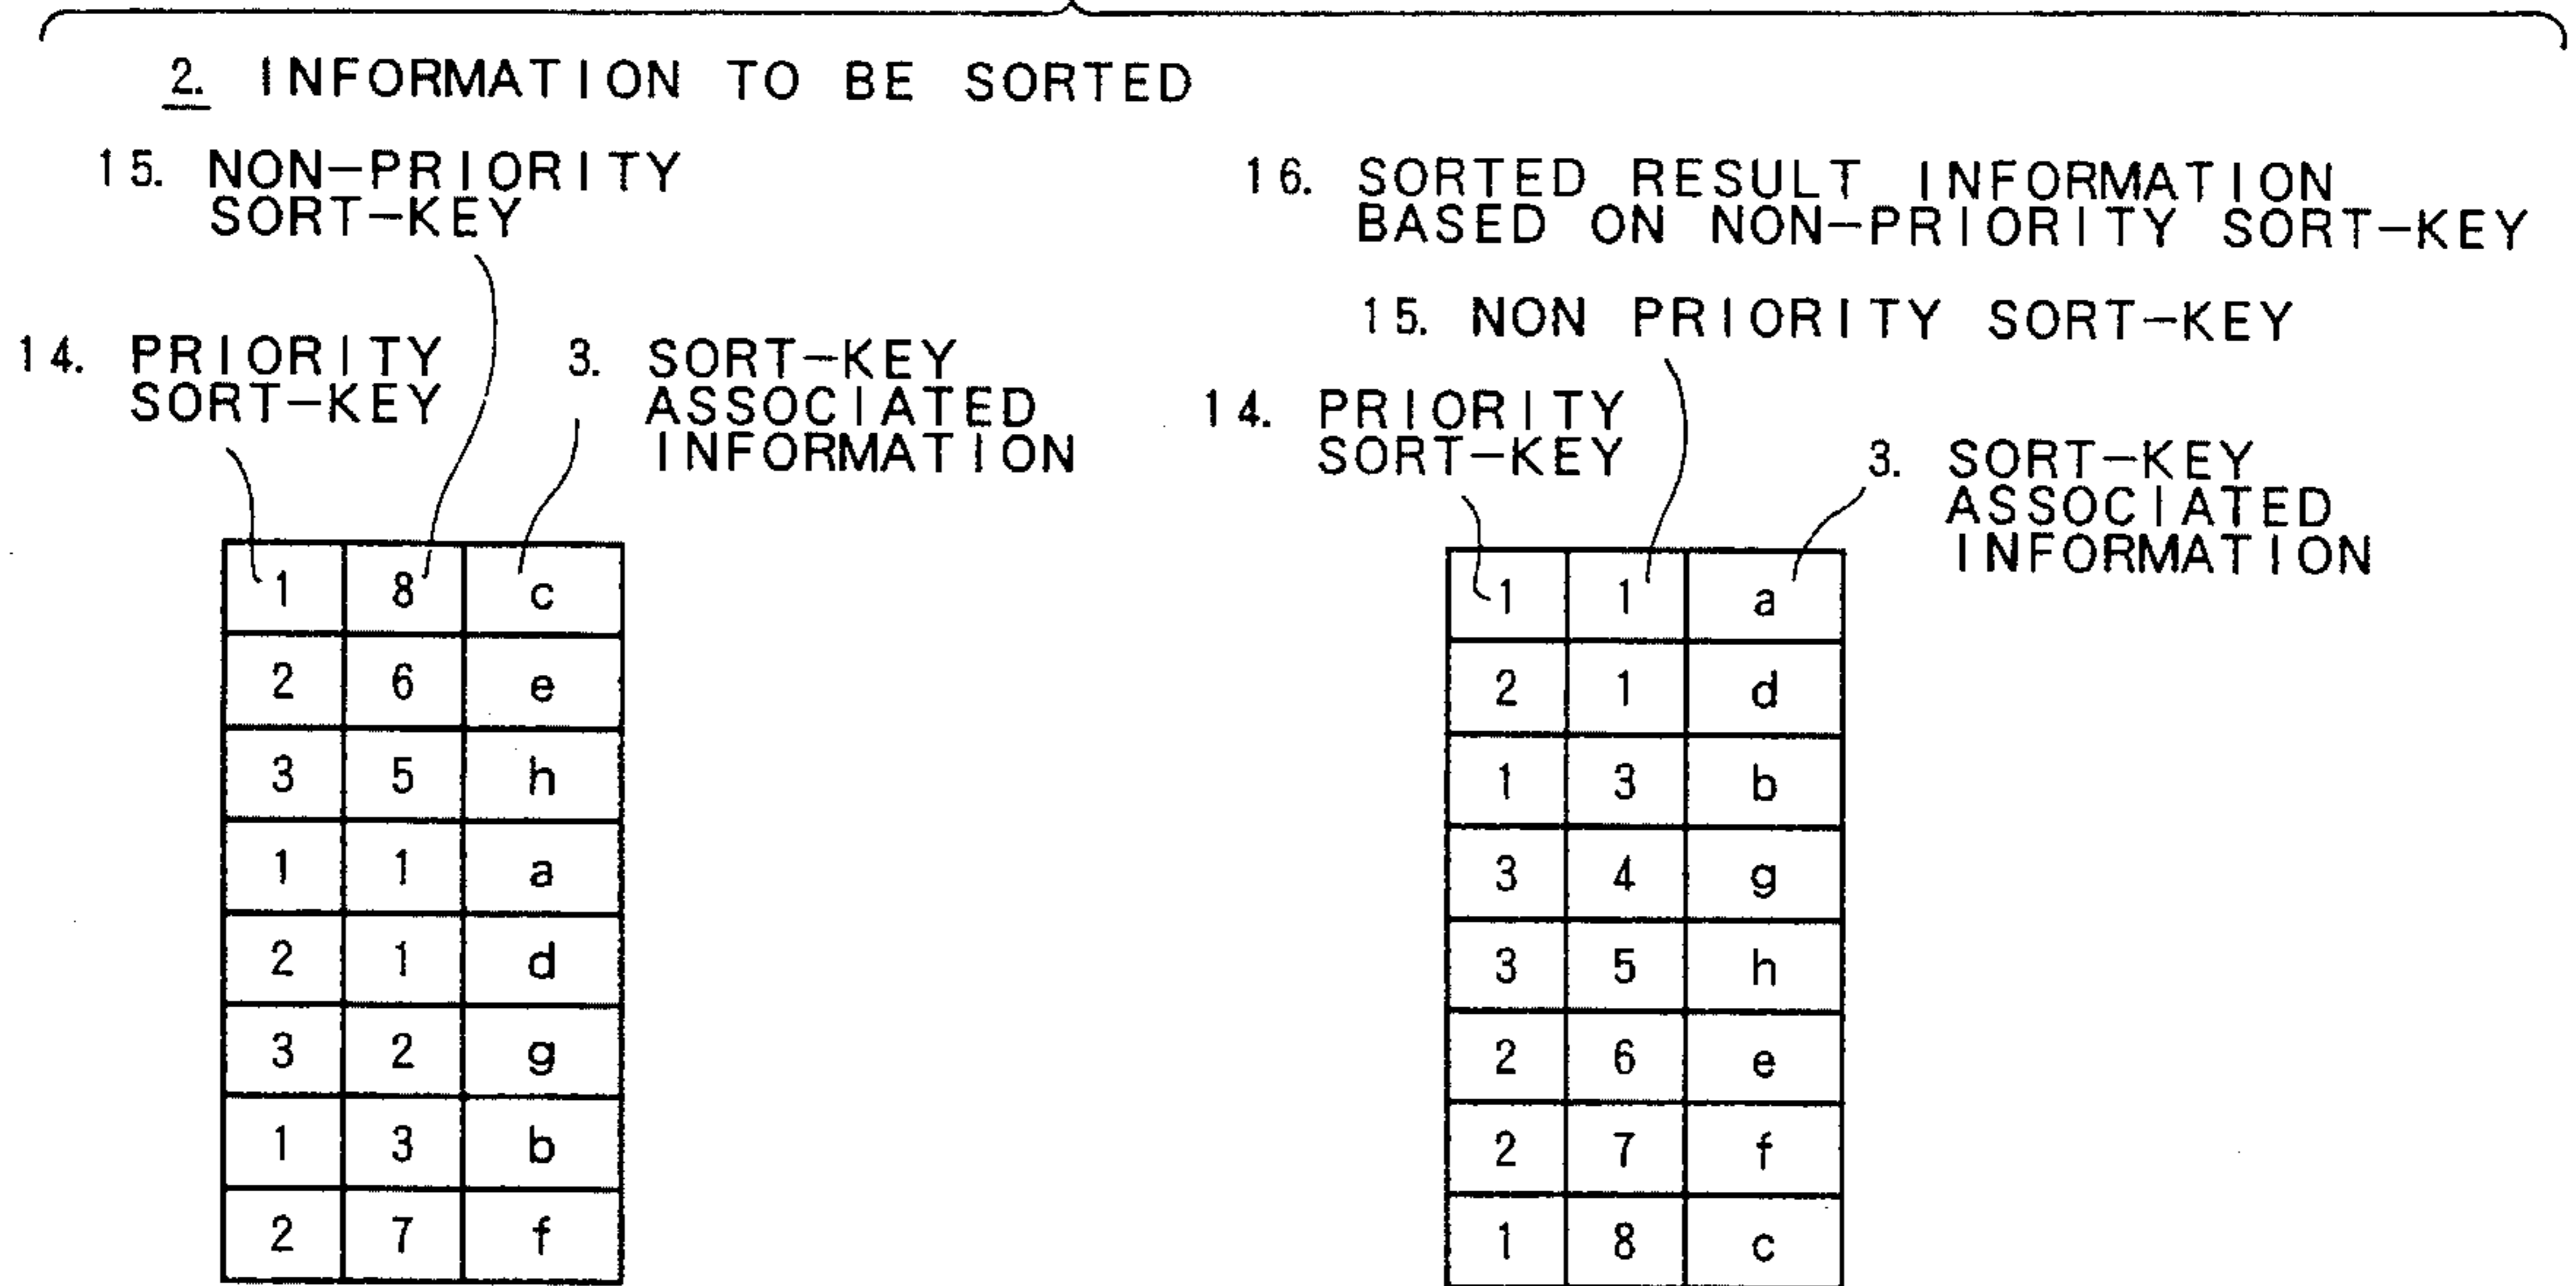 2. INFORMATION TO BE SORTED
15. NON-PRIORITY
SORT-KEY
14. PRIORITY
SORT-KEY
3. SORT-KEY
ASSOCIATED
INFORMATION
1 8 c
2 6 e
3 5 h
1 1 a
2 1 d
3 2 g
1 3 b
2 7 f
16. SORTED RESULT INFORMATION
BASED ON NON-PRIORITY SORT-KEY
15. NON PRIORITY SORT-KEY
14. PRIORITY
SORT-KEY
3. SORT-KEY
ASSOCIATED
INFORMATION
1 1 a
2 1 d
1 3 b
3 4 g
3 5 h
2 6 e
2 7 f
1 8 c